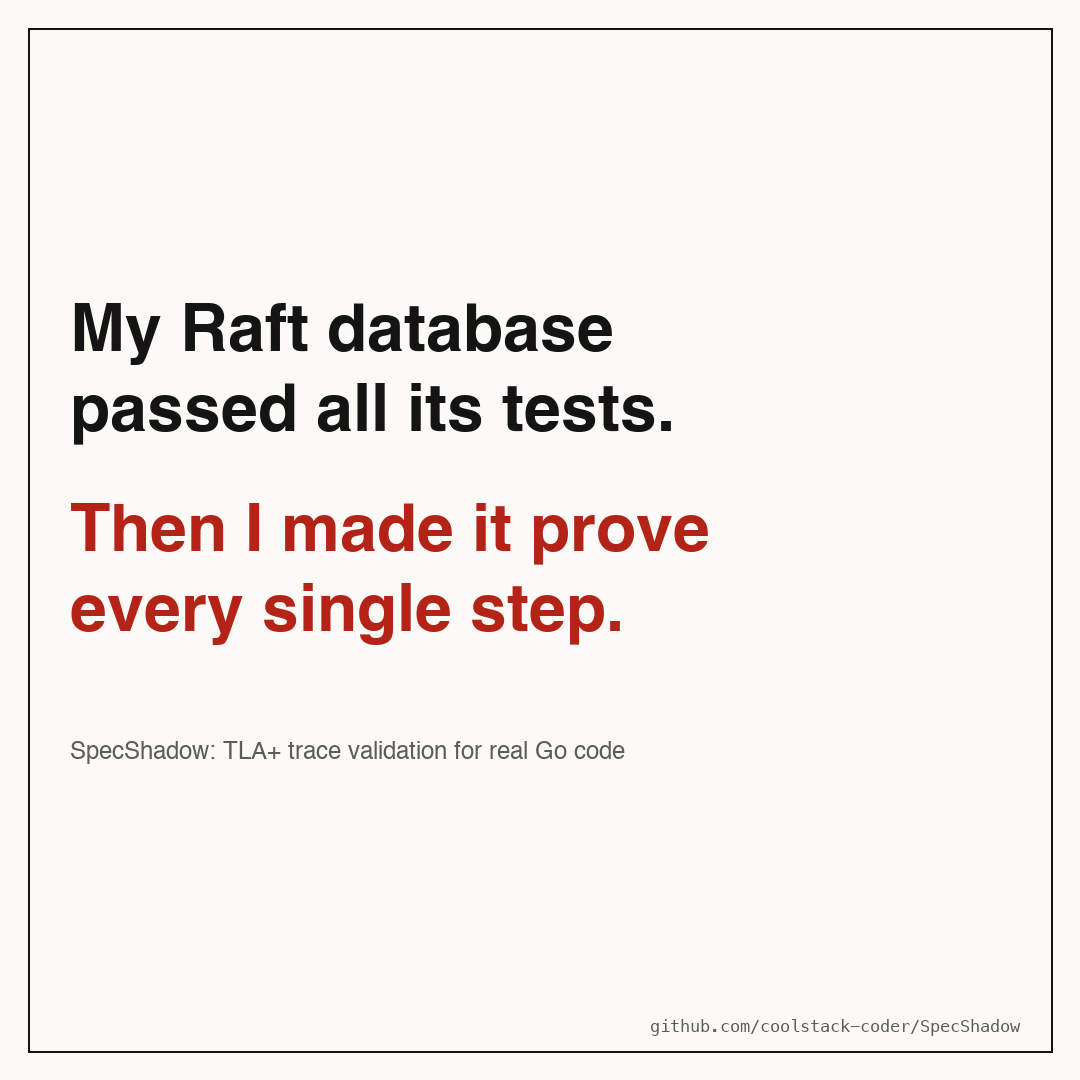 My Raft database
passed all its tests.
Then I made it prove
every single step.
SpecShadow: TLA+ trace validation for real Go code
github.com/coolstack-coder/SpecShadow